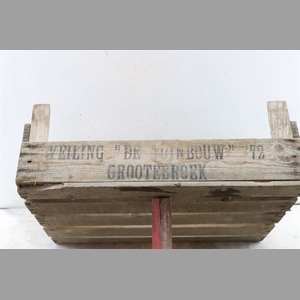 VEILING "DE TUINBOUW" '72
GROOTEBROEK